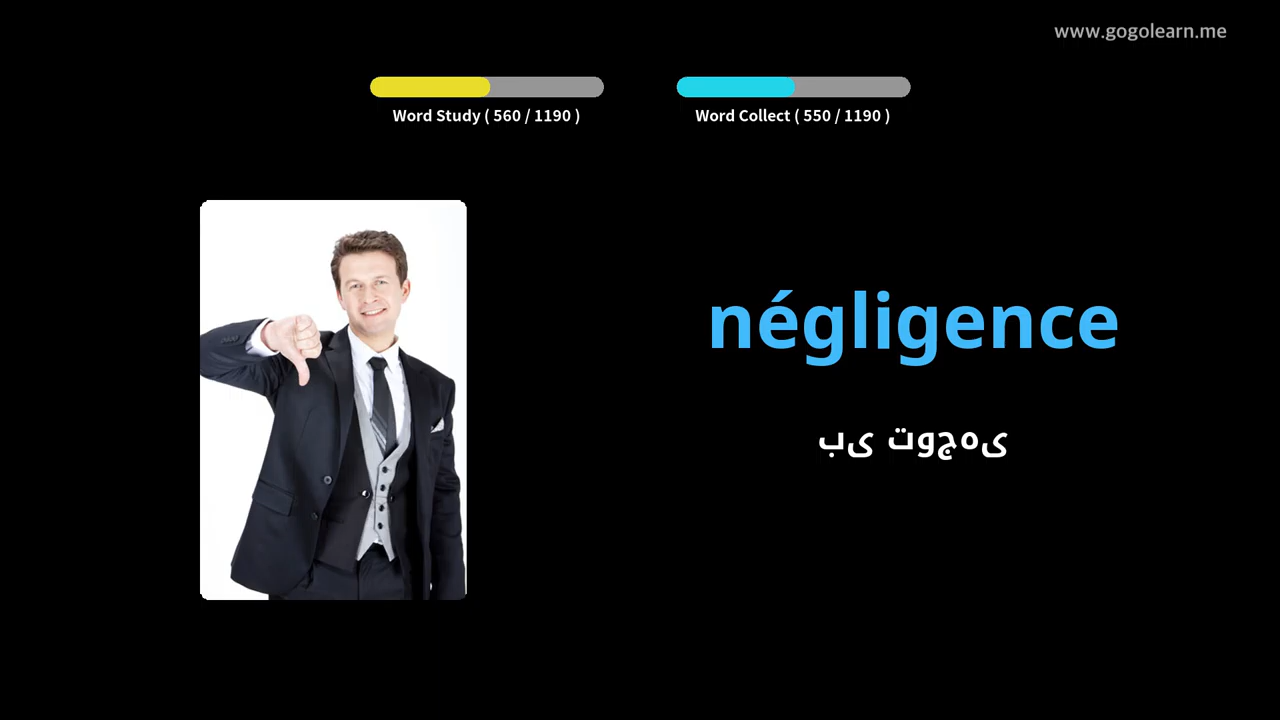 www.gogolearn.me
Word Study ( 560 / 1190 )
Word Collect ( 550 / 1190 )
négligence
بی توجهی